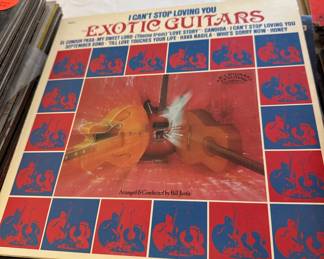 I CAN'T STOP LOVING YOU
EXOTIC GUITARS
EL CONDOR PASA · MY SWEET LORD · (Theme from) "LOVE STORY" · CANDIDA · I CAN'T STOP LOVING YOU
SEPTEMBER SONG · 'TILL LOVE TOUCHES YOUR LIFE · HAVA NAGILA · WHO'S SORRY NOW · HONEY
Arranged & Conducted by Bill Justis